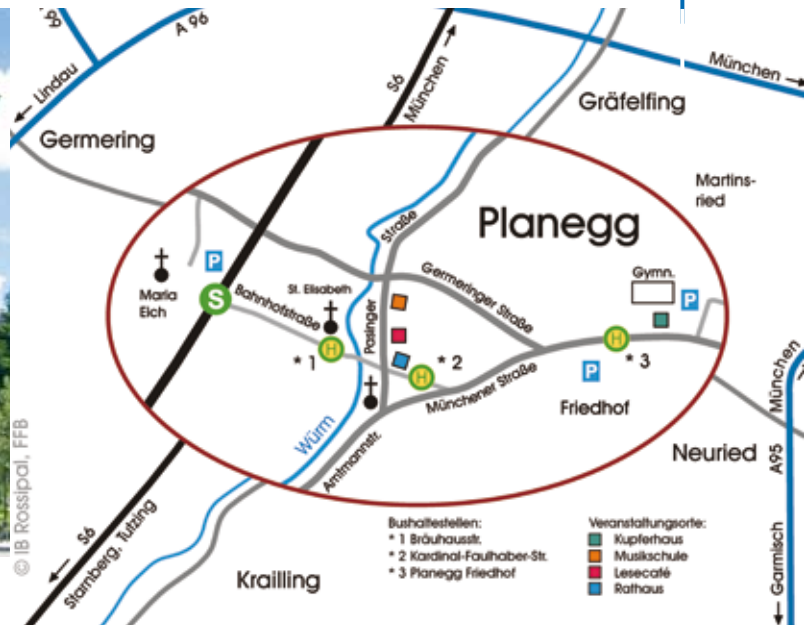 96
A 96
Lindau
S6
München
München
Gräfelfing
Germering
Martins-
ried
Planegg
Straße
P
Maria
Eich
S
Bahnhofstraße
St. Elisabeth
Germeringer Straße
Gymn.
P
H
* 1
Pasinger
H
* 2
H
* 3
Münchener Straße
P
Friedhof
Würm
Amtmannstr.
München
A95
Garmisch
Neuried
S6
Starnberg, Tutzing
Krailling
Bushaltestellen:
* 1 Bräuhausstr.
* 2 Kardinal-Faulhaber-Str.
* 3 Planegg Friedhof
Veranstaltungsorte:
Kupferhaus
Musikschule
Lesecafé
Rathaus
© IB Rossipal, FFB